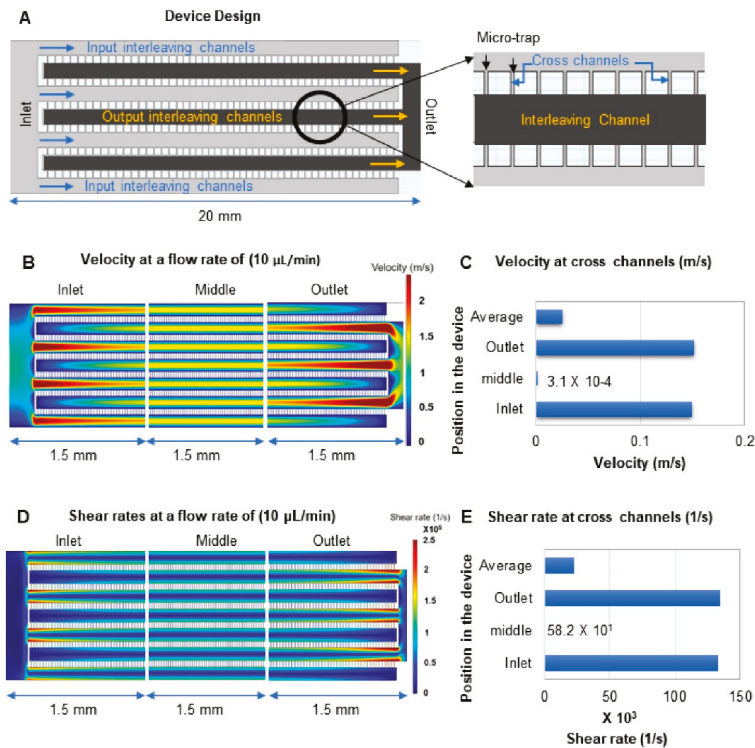 A
Device Design
Input interleaving channels
Inlet
Output interleaving channels
Outlet
Input interleaving channels
20 mm
Micro-trap
Cross channels
Interleaving Channel
B
Velocity at a flow rate of (10 µL/min)
Velocity (m/s)
Inlet
Middle
Outlet
2
1.5
1
0.5
0
1.5 mm
1.5 mm
1.5 mm
C
Velocity at cross channels (m/s)
Position in the device
Average
Outlet
middle
3.1 X 10-4
Inlet
0
0.1
0.2
Velocity (m/s)
D
Shear rates at a flow rate of (10 µL/min)
Shear rate (1/s)
X10⁵
Inlet
Middle
Outlet
2.5
2
1.5
1
0.5
0
1.5 mm
1.5 mm
1.5 mm
E
Shear rate at cross channels (1/s)
Position in the device
Average
Outlet
middle
58.2 X 10¹
Inlet
0
50
100
150
X 10³
Shear rate (1/s)